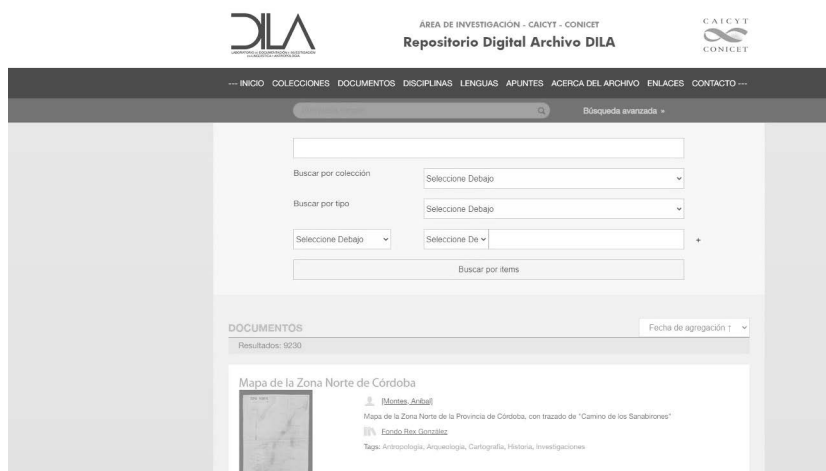 DILA
ÁREA DE INVESTIGACIÓN - CAICYT - CONICET
Repositorio Digital Archivo DILA
CAICYT
CONICET
--- INICIO COLECCIONES DOCUMENTOS DISCIPLINAS LENGUAS APUNTES ACERCA DEL ARCHIVO ENLACES CONTACTO ---
Búsqueda avanzada »
Buscar por colección
Seleccione Debajo
Buscar por tipo
Seleccione Debajo
Seleccione Debajo Seleccione De +
Buscar por items
DOCUMENTOS
Fecha de agregación ↑
Resultados: 9230
Mapa de la Zona Norte de Córdoba
[Montes, Aníbal]
Mapa de la Zona Norte de la Provincia de Córdoba, con trazado de "Camino de los Sanabirones"
Fondo Rex González
Tags: Antropología, Arqueología, Cartografía, Historia, Investigaciones